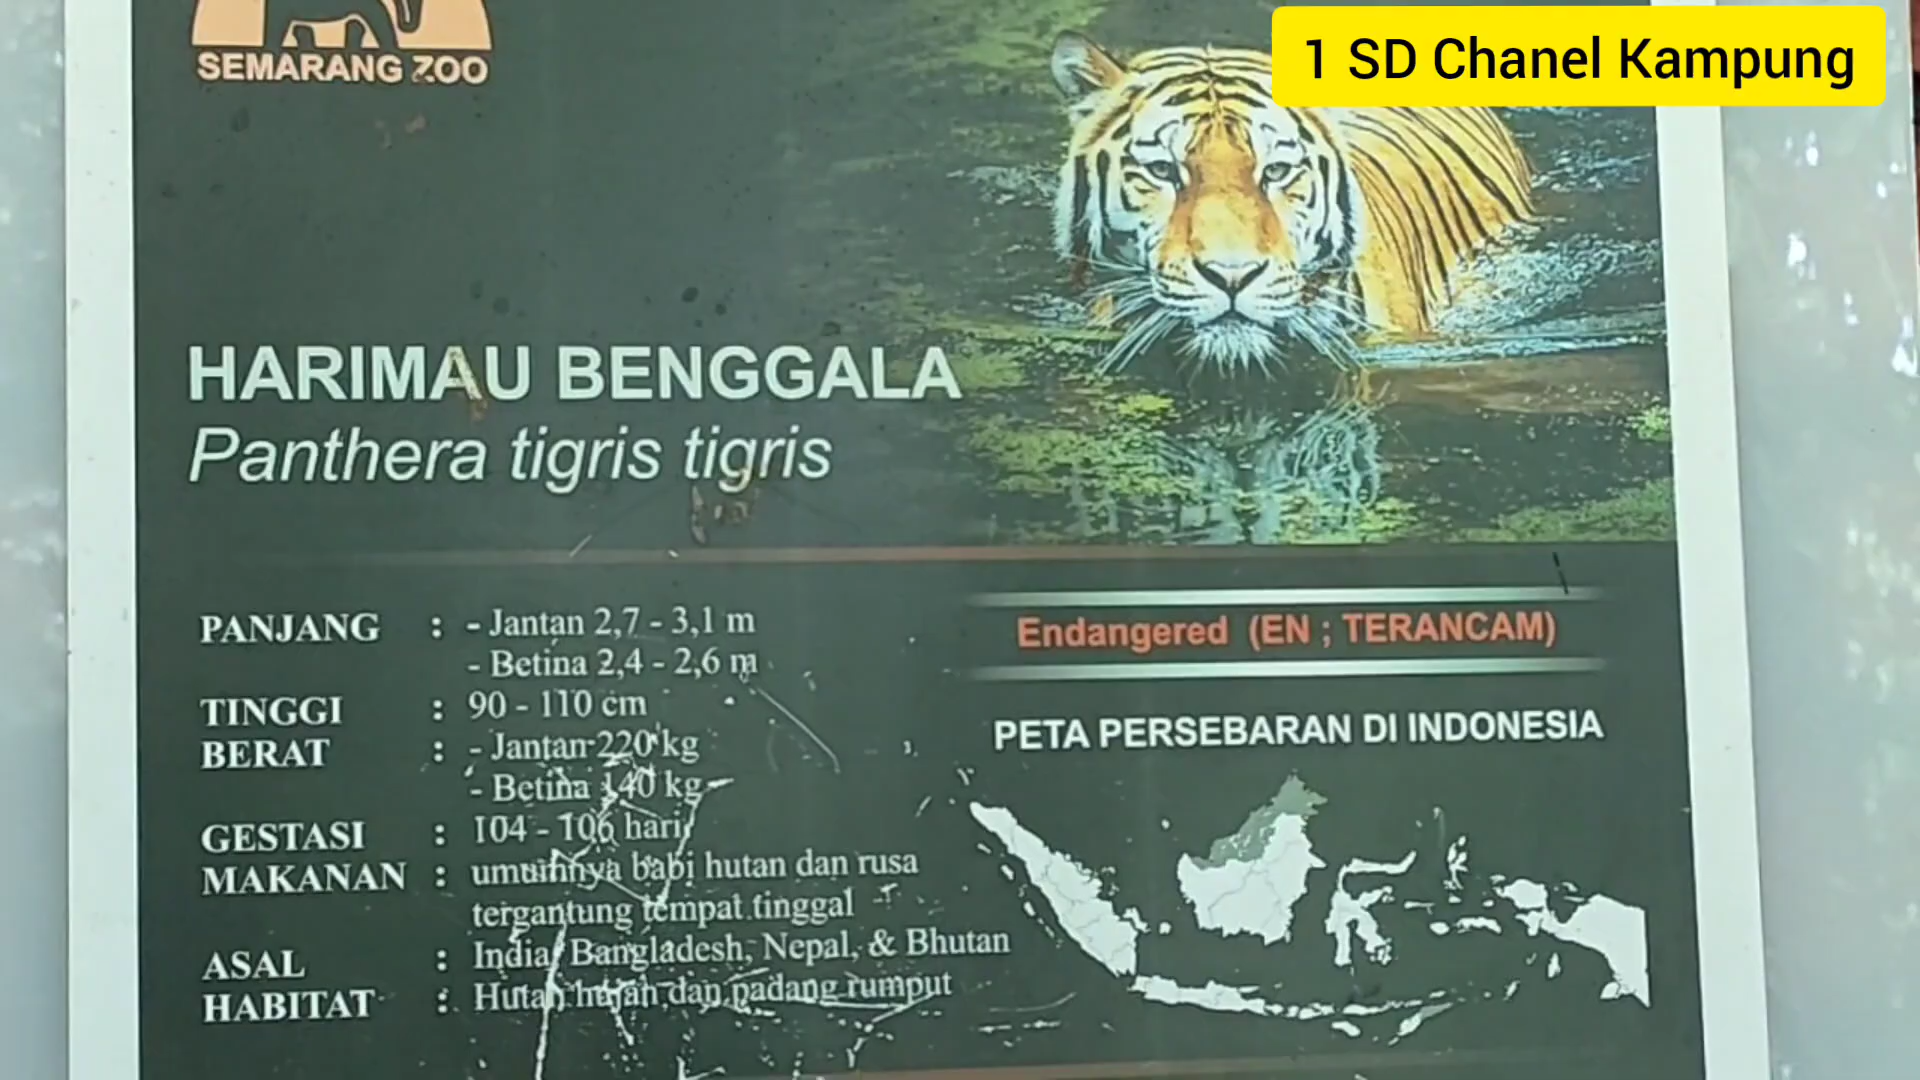 1 SD Chanel Kampung
SEMARANG ZOO
HARIMAU BENGGALA
Panthera tigris tigris
PANJANG : - Jantan 2,7 - 3,1 m
- Betina 2,4 - 2,6 m
TINGGI : 90 - 110 cm
BERAT : - Jantan 220 kg
- Betina 140 kg
GESTASI : 104 - 106 hari
MAKANAN : umumnya babi hutan dan rusa
tergantung tempat tinggal
ASAL : India, Bangladesh, Nepal, & Bhutan
HABITAT : Hutan hujan dan padang rumput
Endangered (EN ; TERANCAM)
PETA PERSEBARAN DI INDONESIA